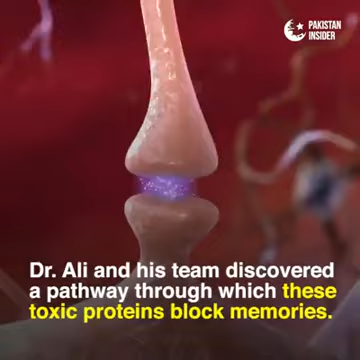 PAKISTAN
INSIDER
Dr. Ali and his team discovered
a pathway through which these
toxic proteins block memories.